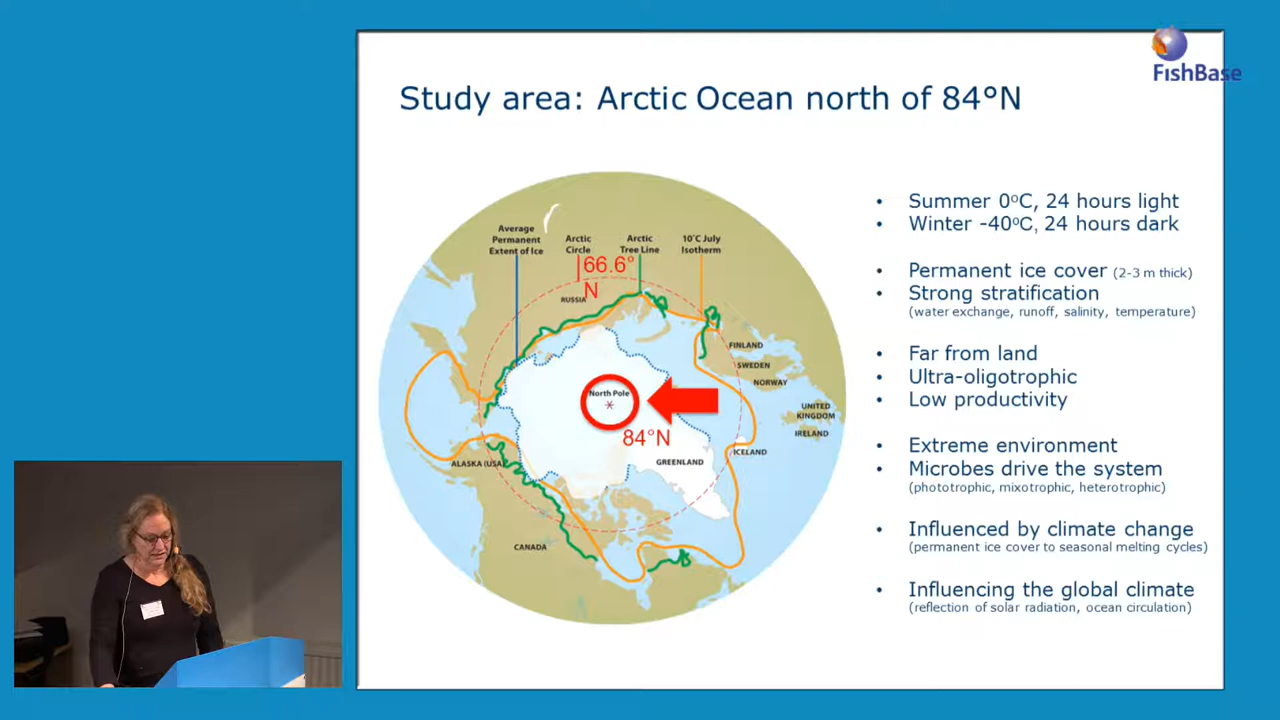 FishBase
Study area: Arctic Ocean north of 84°N
Average
Permanent
Extent of Ice
Arctic
Circle
Arctic
Tree Line
10°C July
Isotherm
66.6°
N
RUSSIA
FINLAND
SWEDEN
NORWAY
UNITED
KINGDOM
IRELAND
North Pole
84°N
ICELAND
GREENLAND
ALASKA (USA)
CANADA
• Summer 0°C, 24 hours light
• Winter -40°C, 24 hours dark
• Permanent ice cover (2-3 m thick)
• Strong stratification
(water exchange, runoff, salinity, temperature)
• Far from land
• Ultra-oligotrophic
• Low productivity
• Extreme environment
• Microbes drive the system
(phototrophic, mixotrophic, heterotrophic)
• Influenced by climate change
(permanent ice cover to seasonal melting cycles)
• Influencing the global climate
(reflection of solar radiation, ocean circulation)